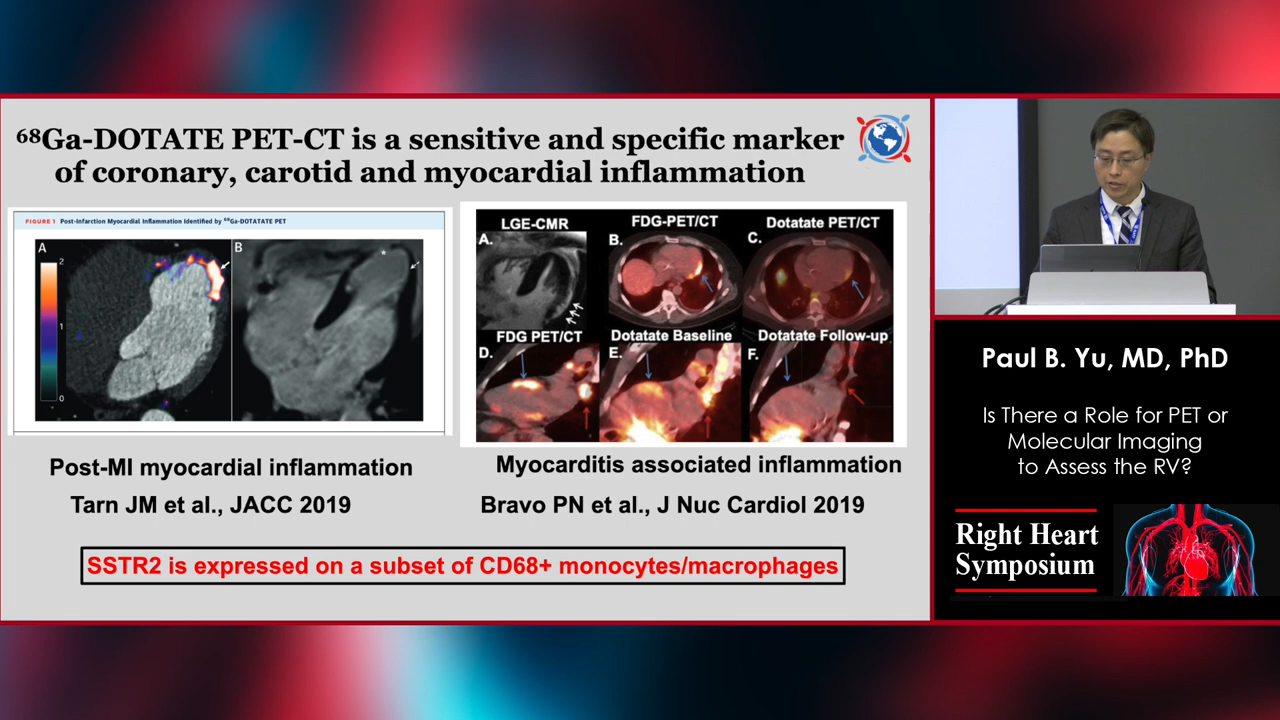 ⁶⁸Ga-DOTATE PET-CT is a sensitive and specific marker
of coronary, carotid and myocardial inflammation
FIGURE 1 Post-Infarction Myocardial Inflammation Identified by ⁶⁸Ga-DOTATATE PET
A
B
2
1
0
*
LGE-CMR
FDG-PET/CT
Dotatate PET/CT
A.
B.
C.
FDG PET/CT
Dotatate Baseline
Dotatate Follow-up
D.
E.
F.
Post-MI myocardial inflammation
Tarn JM et al., JACC 2019
Myocarditis associated inflammation
Bravo PN et al., J Nuc Cardiol 2019
SSTR2 is expressed on a subset of CD68+ monocytes/macrophages
Paul B. Yu, MD, PhD
Is There a Role for PET or
Molecular Imaging
to Assess the RV?
Right Heart
Symposium